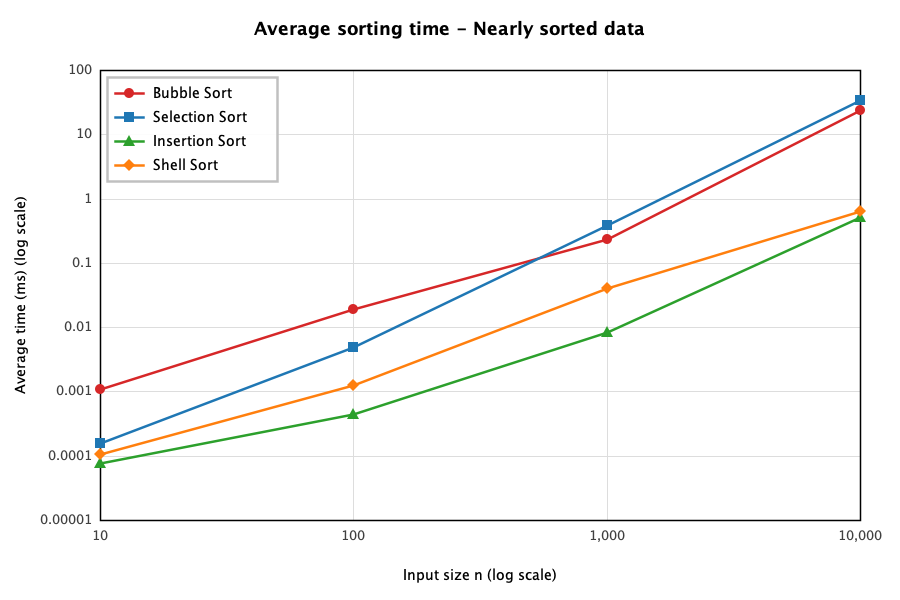 Average sorting time – Nearly sorted data
100
10
1
0.1
0.01
0.001
0.0001
0.00001
Average time (ms) (log scale)
Bubble Sort
Selection Sort
Insertion Sort
Shell Sort
10
100
1,000
10,000
Input size n (log scale)